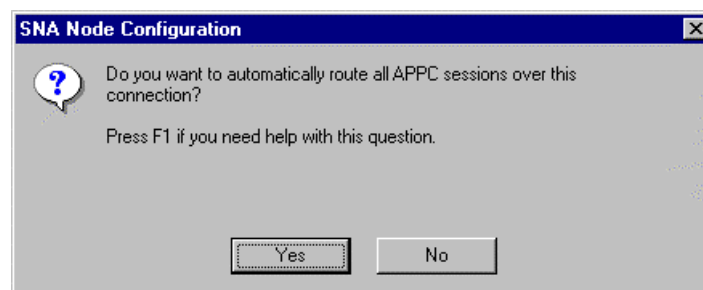 SNA Node Configuration
Do you want to automatically route all APPC sessions over this
connection?
Press F1 if you need help with this question.
Yes
No